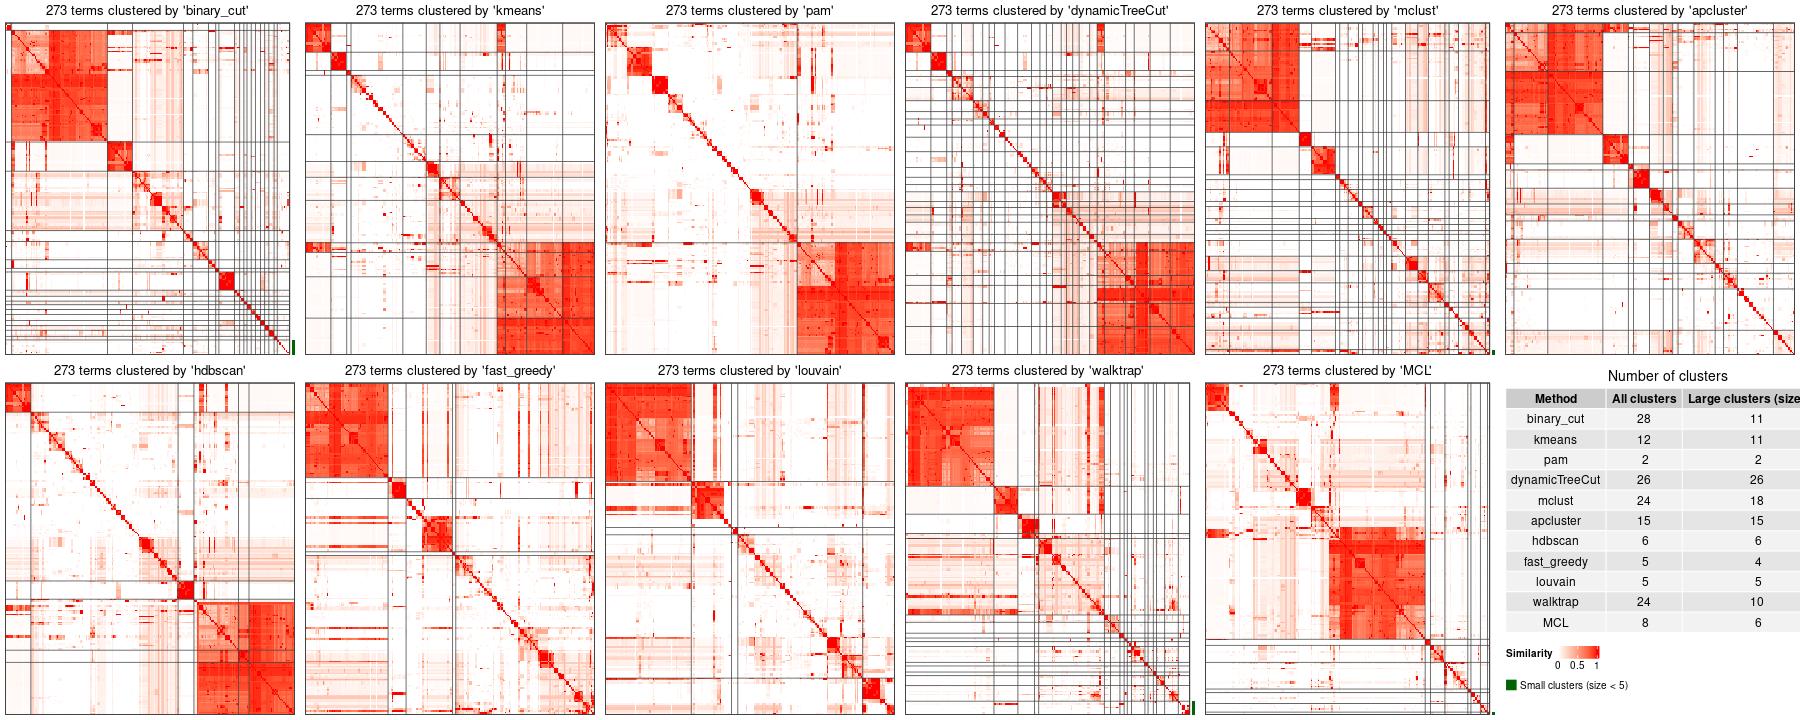 273 terms clustered by 'binary_cut'
273 terms clustered by 'kmeans'
273 terms clustered by 'pam'
273 terms clustered by 'dynamicTreeCut'
273 terms clustered by 'mclust'
273 terms clustered by 'apcluster'
273 terms clustered by 'hdbscan'
273 terms clustered by 'fast_greedy'
273 terms clustered by 'louvain'
273 terms clustered by 'walktrap'
273 terms clustered by 'MCL'
Number of clusters
Method All clusters Large clusters (size
binary_cut 28 11
kmeans 12 11
pam 2 2
dynamicTreeCut 26 26
mclust 24 18
apcluster 15 15
hdbscan 6 6
fast_greedy 5 4
louvain 5 5
walktrap 24 10
MCL 8 6
Similarity
0 0.5 1
Small clusters (size < 5)